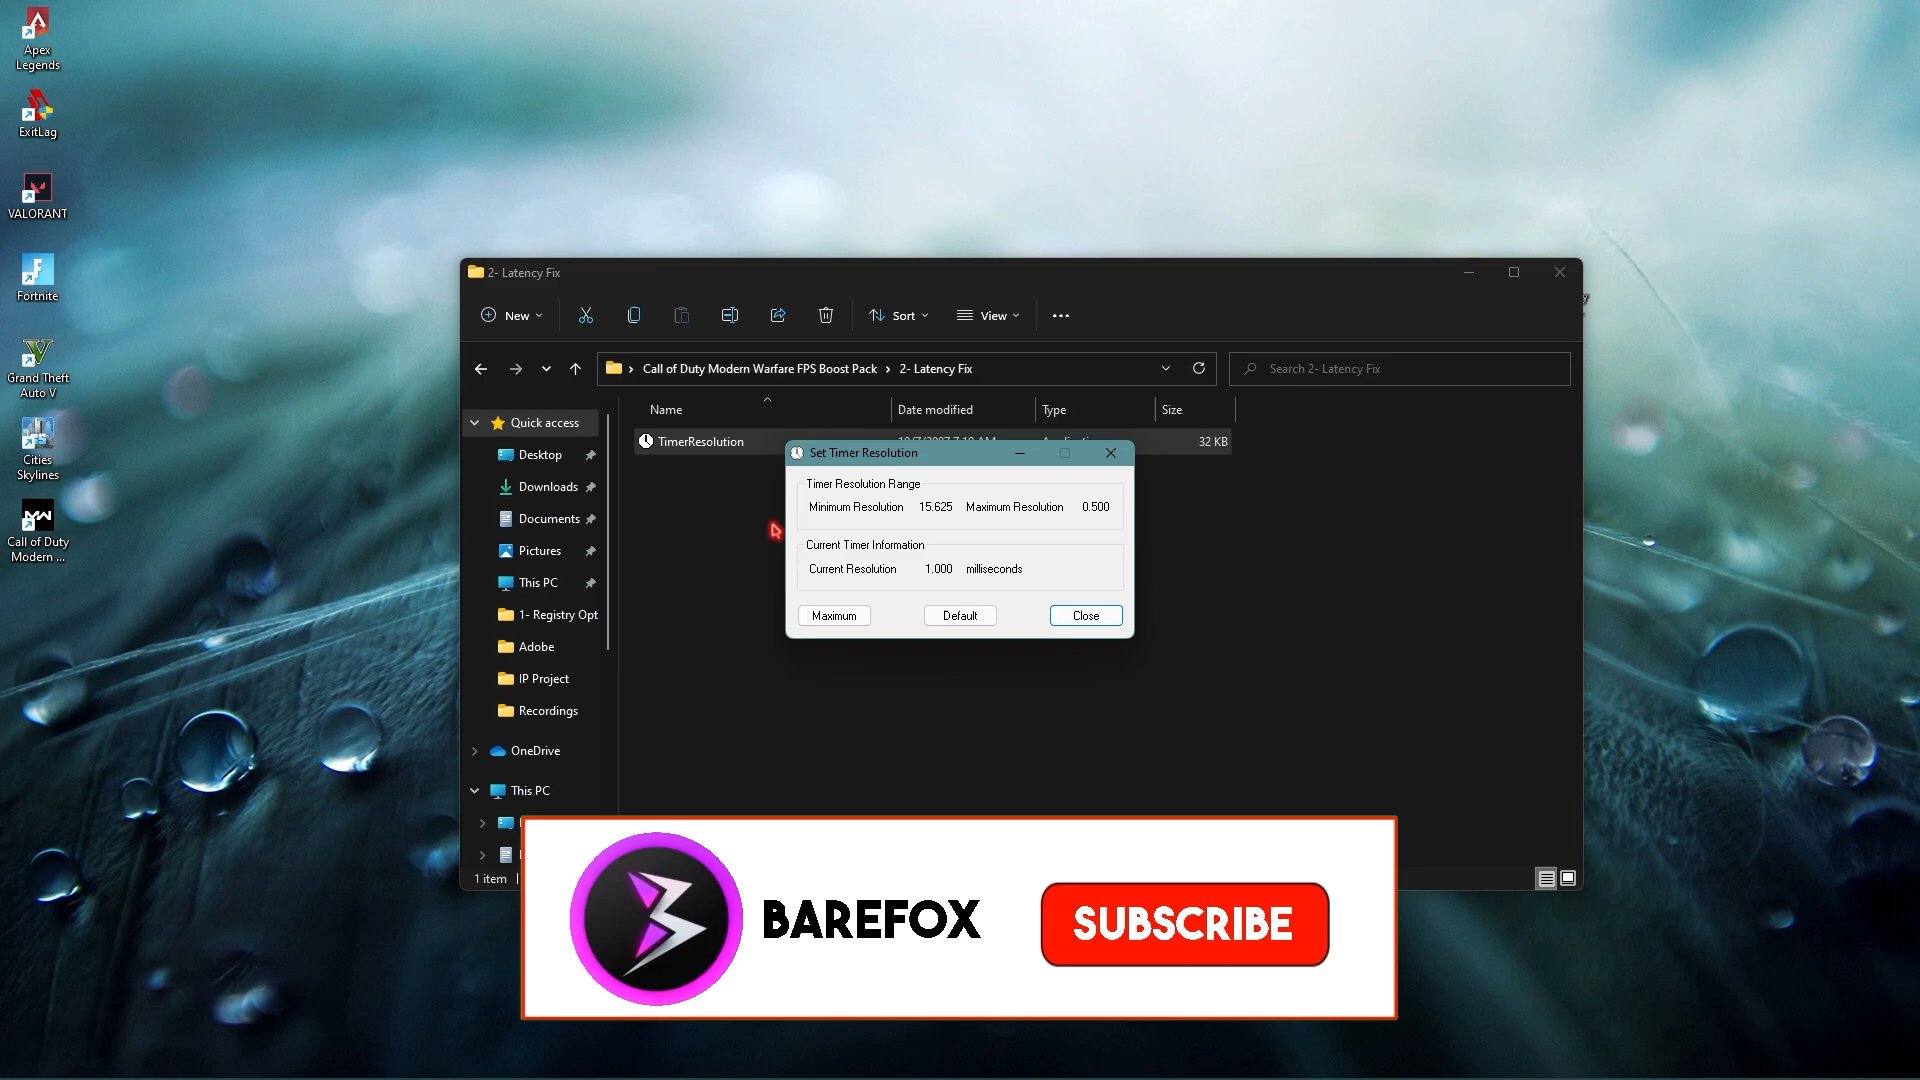 Apex
Legends
ExitLag
VALORANT
Fortnite
Grand Theft
Auto V
Cities
Skylines
Call of Duty
Modern ...
2- Latency Fix
New
Sort
View
Call of Duty Modern Warfare FPS Boost Pack > 2- Latency Fix
Search 2- Latency Fix
Name
Date modified
Type
Size
TimerResolution
32 KB
Quick access
Desktop
Downloads
Documents
Pictures
This PC
1- Registry Opt
Adobe
IP Project
Recordings
OneDrive
This PC
1 item
Set Timer Resolution
Timer Resolution Range
Minimum Resolution 15.625 Maximum Resolution 0.500
Current Timer Information
Current Resolution 1.000 milliseconds
Maximum
Default
Close
BAREFOX
SUBSCRIBE